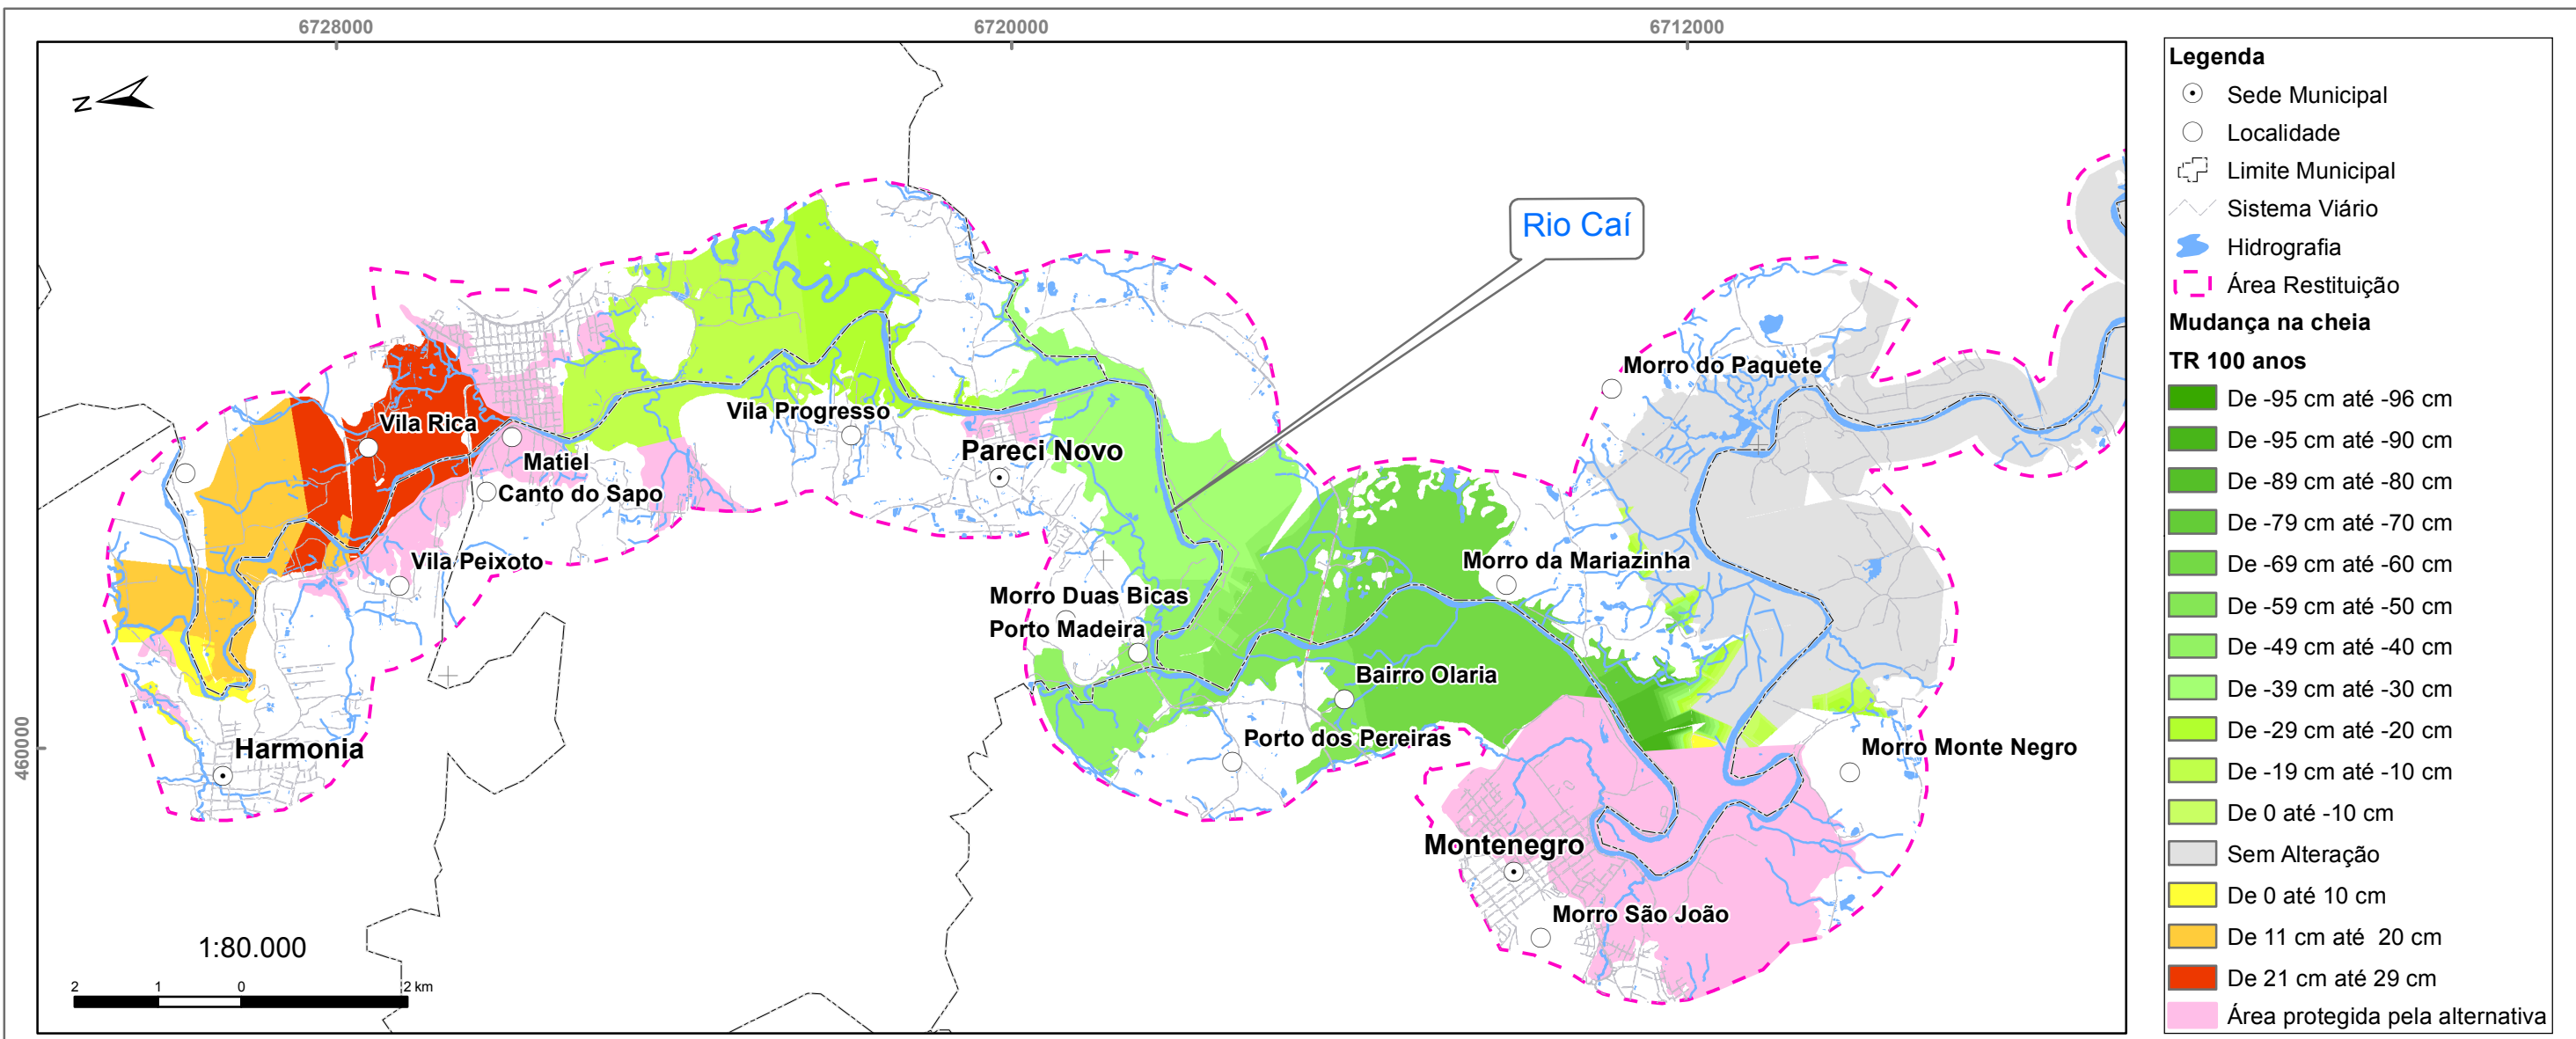 6728000
6720000
6712000
N
Rio Caí
Morro do Paquete
Vila Progresso
Vila Rica
Pareci Novo
Matiel
Canto do Sapo
Vila Peixoto
Morro da Mariazinha
Morro Duas Bicas
Porto Madeira
Bairro Olaria
Porto dos Pereiras
Harmonia
Morro Monte Negro
460000
Montenegro
Morro São João
1:80.000
2 1 0 2 km
Legenda
Sede Municipal
Localidade
Limite Municipal
Sistema Viário
Hidrografia
Área Restituição
Mudança na cheia
TR 100 anos
De -95 cm até -96 cm
De -95 cm até -90 cm
De -89 cm até -80 cm
De -79 cm até -70 cm
De -69 cm até -60 cm
De -59 cm até -50 cm
De -49 cm até -40 cm
De -39 cm até -30 cm
De -29 cm até -20 cm
De -19 cm até -10 cm
De 0 até -10 cm
Sem Alteração
De 0 até 10 cm
De 11 cm até 20 cm
De 21 cm até 29 cm
Área protegida pela alternativa